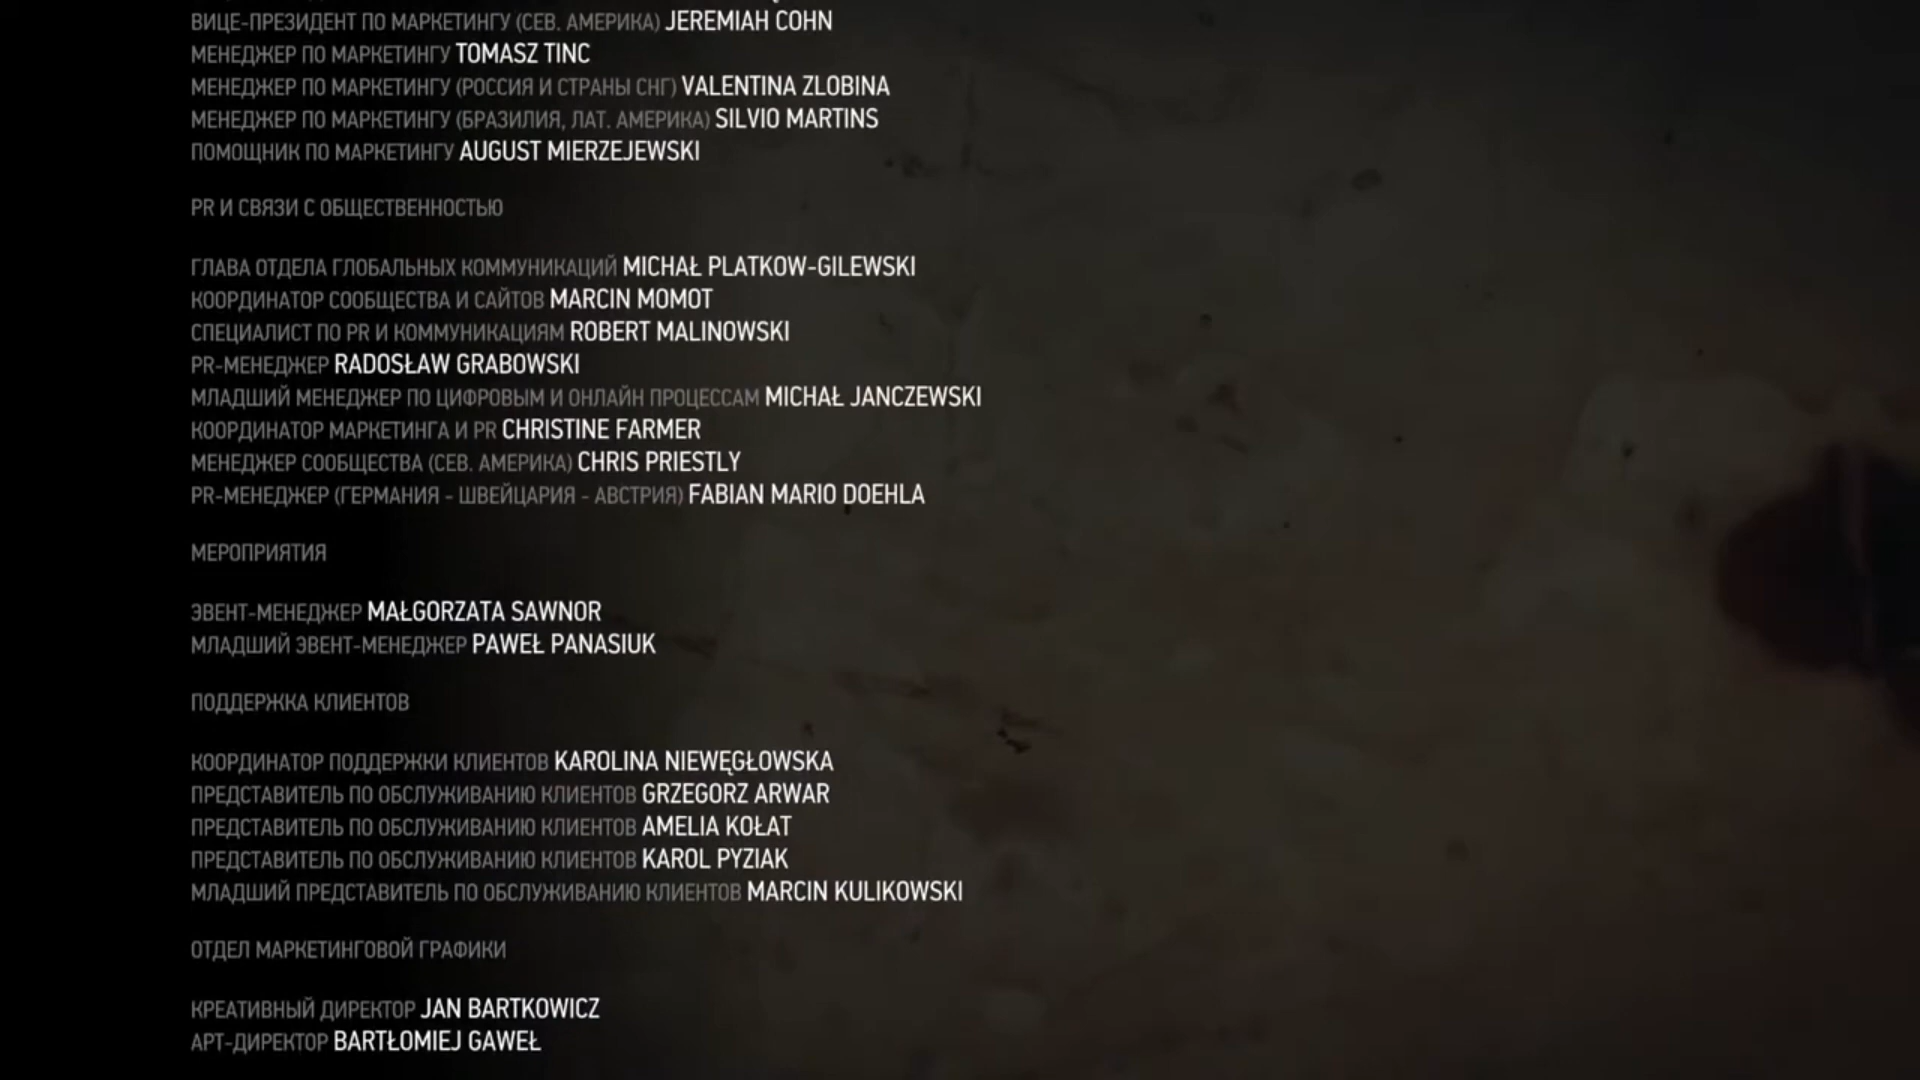 ВИЦЕ-ПРЕЗИДЕНТ ПО МАРКЕТИНГУ (СЕВ. АМЕРИКА) JEREMIAH COHN
МЕНЕДЖЕР ПО МАРКЕТИНГУ TOMASZ TINC
МЕНЕДЖЕР ПО МАРКЕТИНГУ (РОССИЯ И СТРАНЫ СНГ) VALENTINA ZLOBINA
МЕНЕДЖЕР ПО МАРКЕТИНГУ (БРАЗИЛИЯ, ЛАТ. АМЕРИКА) SILVIO MARTINS
ПОМОЩНИК ПО МАРКЕТИНГУ AUGUST MIERZEJEWSKI
PR И СВЯЗИ С ОБЩЕСТВЕННОСТЬЮ
ГЛАВА ОТДЕЛА ГЛОБАЛЬНЫХ КОММУНИКАЦИЙ MICHAŁ PLATKOW-GILEWSKI
КООРДИНАТОР СООБЩЕСТВА И САЙТОВ MARCIN MOMOT
СПЕЦИАЛИСТ ПО PR И КОММУНИКАЦИЯМ ROBERT MALINOWSKI
PR-МЕНЕДЖЕР RADOSŁAW GRABOWSKI
МЛАДШИЙ МЕНЕДЖЕР ПО ЦИФРОВЫМ И ОНЛАЙН ПРОЦЕССАМ MICHAŁ JANCZEWSKI
КООРДИНАТОР МАРКЕТИНГА И PR CHRISTINE FARMER
МЕНЕДЖЕР СООБЩЕСТВА (СЕВ. АМЕРИКА) CHRIS PRIESTLY
PR-МЕНЕДЖЕР (ГЕРМАНИЯ - ШВЕЙЦАРИЯ - АВСТРИЯ) FABIAN MARIO DOEHLA
МЕРОПРИЯТИЯ
ЭВЕНТ-МЕНЕДЖЕР MAŁGORZATA SAWNOR
МЛАДШИЙ ЭВЕНТ-МЕНЕДЖЕР PAWEŁ PANASIUK
ПОДДЕРЖКА КЛИЕНТОВ
КООРДИНАТОР ПОДДЕРЖКИ КЛИЕНТОВ KAROLINA NIEWĘGŁOWSKA
ПРЕДСТАВИТЕЛЬ ПО ОБСЛУЖИВАНИЮ КЛИЕНТОВ GRZEGORZ ARWAR
ПРЕДСТАВИТЕЛЬ ПО ОБСЛУЖИВАНИЮ КЛИЕНТОВ AMELIA KOŁAT
ПРЕДСТАВИТЕЛЬ ПО ОБСЛУЖИВАНИЮ КЛИЕНТОВ KAROL PYZIAK
МЛАДШИЙ ПРЕДСТАВИТЕЛЬ ПО ОБСЛУЖИВАНИЮ КЛИЕНТОВ MARCIN KULIKOWSKI
ОТДЕЛ МАРКЕТИНГОВОЙ ГРАФИКИ
КРЕАТИВНЫЙ ДИРЕКТОР JAN BARTKOWICZ
АРТ-ДИРЕКТОР BARTŁOMIEJ GAWEŁ